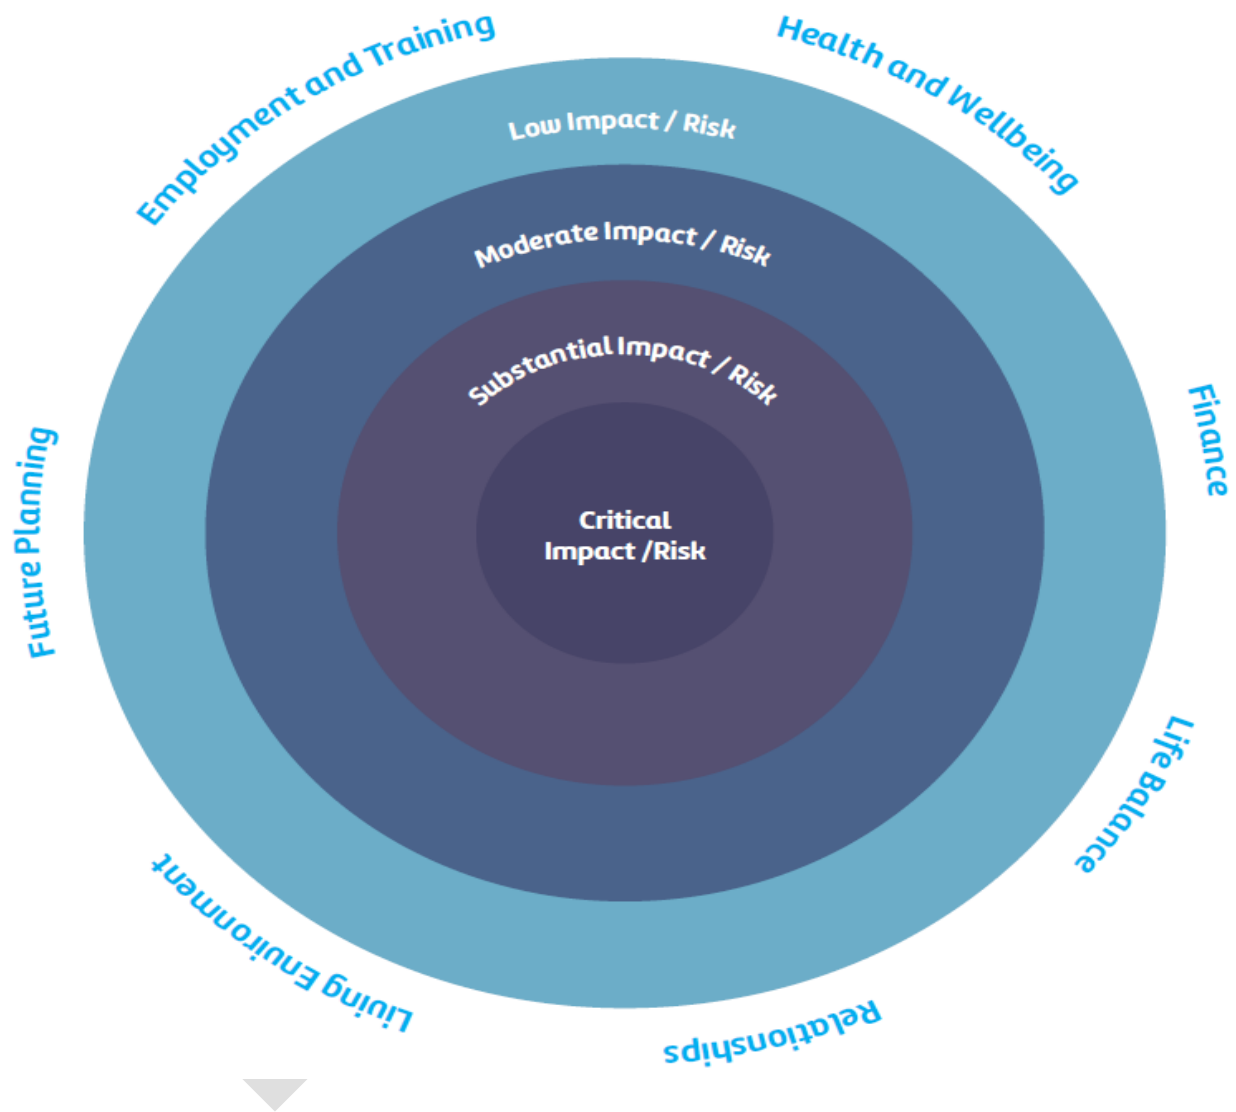 Employment and Training
Health and Wellbeing
Low Impact / Risk
Moderate Impact / Risk
Substantial Impact / Risk
Critical
Impact /Risk
Finance
Life Balance
Relationships
Living Environment
Future Planning